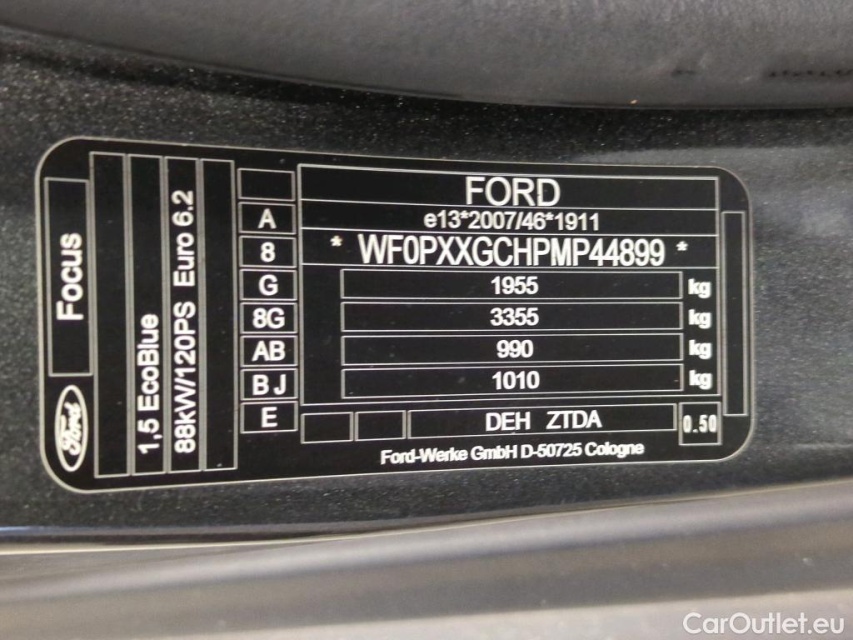 Focus
Ford
1,5 EcoBlue
88kW/120PS Euro 6.2
A
8
G
8G
AB
BJ
E
FORD
e13*2007/46*1911
* WF0PXXGCHPMP44899 *
1955 kg
3355 kg
990 kg
1010 kg
DEH ZTDA 0.50
Ford-Werke GmbH D-50725 Cologne
CarOutlet.eu